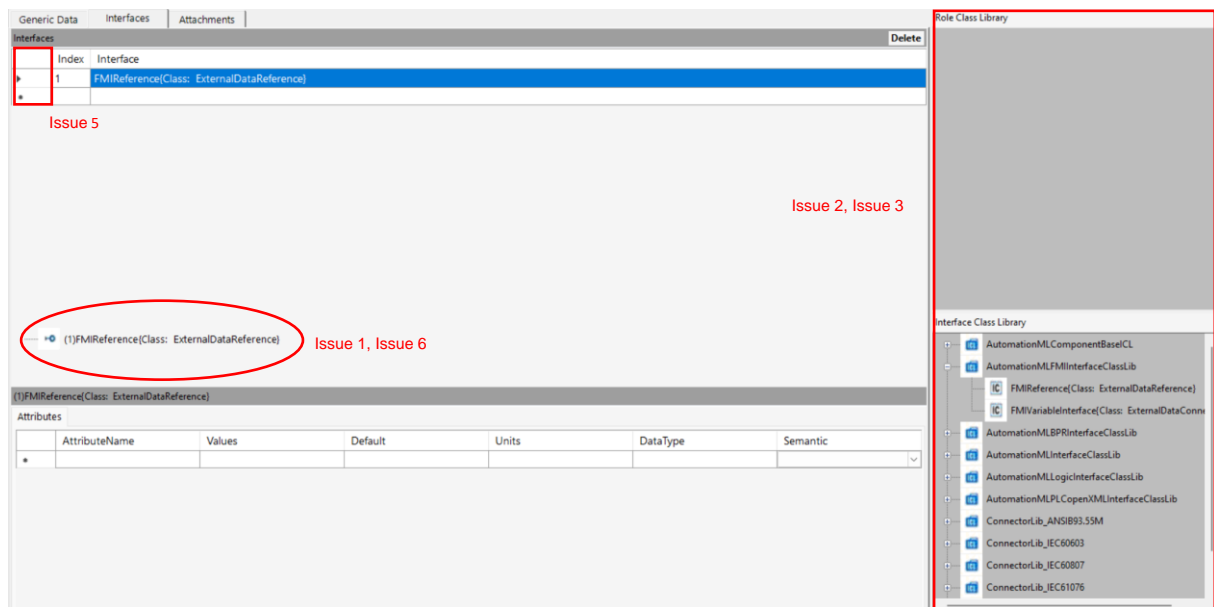 Generic Data Interfaces Attachments
Interfaces Delete
Index Interface
1 FMIReference{Class: ExternalDataReference}
Issue 5
Issue 2, Issue 3
(1)FMIReference{Class: ExternalDataReference}
Issue 1, Issue 6
(1)FMIReference{Class: ExternalDataReference}
Attributes
AttributeName Values Default Units DataType Semantic
Role Class Library
Interface Class Library
AutomationMLComponentBaseICL
AutomationMLFMIInterfaceClassLib
IC FMIReference{Class: ExternalDataReference}
IC FMIVariableInterface{Class: ExternalDataConne
AutomationMLBPRInterfaceClassLib
AutomationMLInterfaceClassLib
AutomationMLLogicInterfaceClassLib
AutomationMLPLCopenXMLInterfaceClassLib
ConnectorLib_ANSIB93.55M
ConnectorLib_IEC60603
ConnectorLib_IEC60807
ConnectorLib_IEC61076